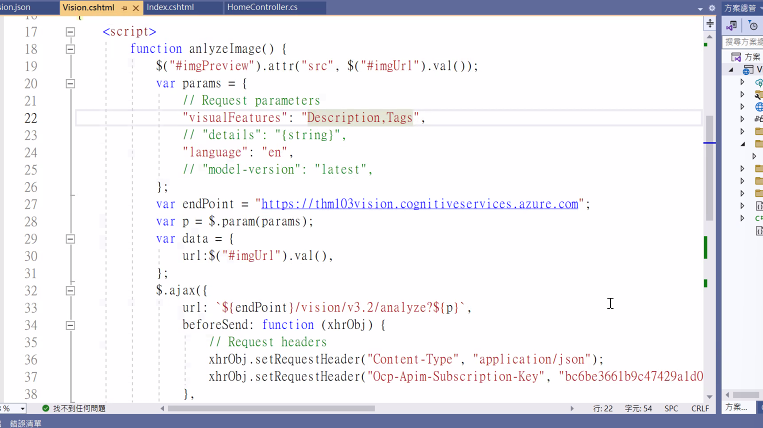 sion.json
Vision.cshtml
Index.cshtml
HomeController.cs
方案總管
17 <script>
18 function anlyzeImage() {
19 $("#imgPreview").attr("src", $("#imgUrl").val());
20 var params = {
21 // Request parameters
22 "visualFeatures": "Description,Tags",
23 // "details": "{string}",
24 "language": "en",
25 // "model-version": "latest",
26 };
27 var endPoint = "https://thm103vision.cognitiveservices.azure.com";
28 var p = $.param(params);
29 var data = {
30 url:$("#imgUrl").val(),
31 };
32 $.ajax({
33 url: `${endPoint}/vision/v3.2/analyze?${p}`,
34 beforeSend: function (xhrObj) {
35 // Request headers
36 xhrObj.setRequestHeader("Content-Type", "application/json");
37 xhrObj.setRequestHeader("Ocp-Apim-Subscription-Key", "bc6be3661b9c47429a1d0
38 },
搜尋方案
方案
% 找不到任何問題 行: 22 字元: 54 SPC CRLF
方案...
錯誤清單